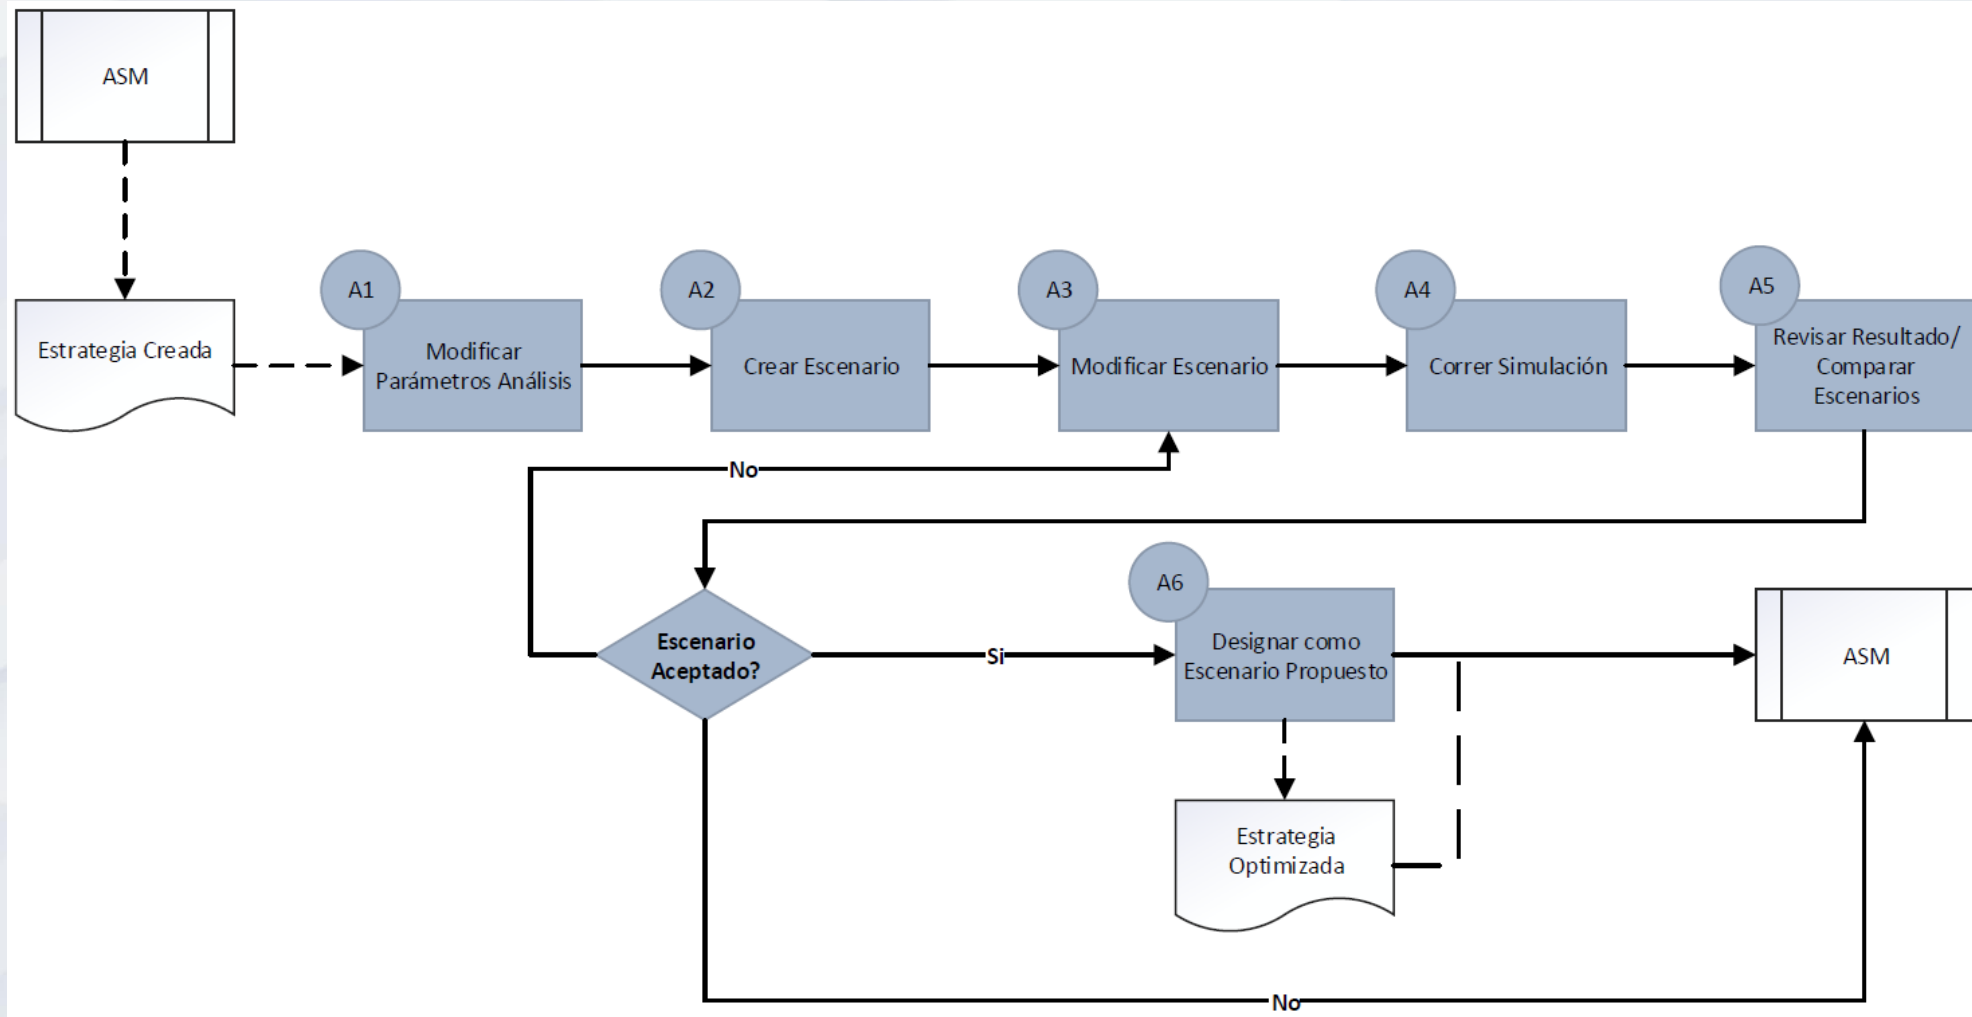 ASM
Estrategia Creada
A1
Modificar
Parámetros Análisis
A2
Crear Escenario
A3
Modificar Escenario
A4
Correr Simulación
A5
Revisar Resultado/
Comparar
Escenarios
No
Escenario
Aceptado?
Si
A6
Designar como
Escenario Propuesto
ASM
Estrategia
Optimizada
No